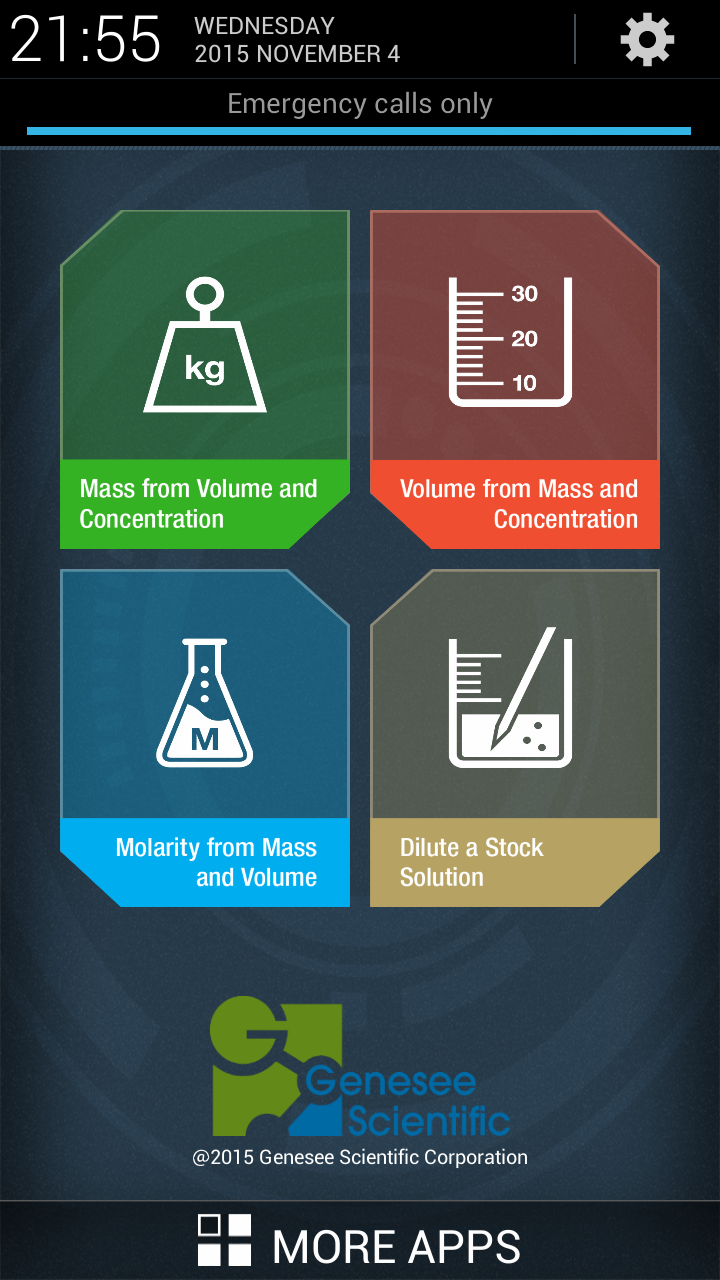 21:55
WEDNESDAY
2015 NOVEMBER 4
Emergency calls only
kg
Mass from Volume and
Concentration
30
20
10
Volume from Mass and
Concentration
M
Molarity from Mass
and Volume
Dilute a Stock
Solution
G
Genesee
Scientific
@2015 Genesee Scientific Corporation
MORE APPS